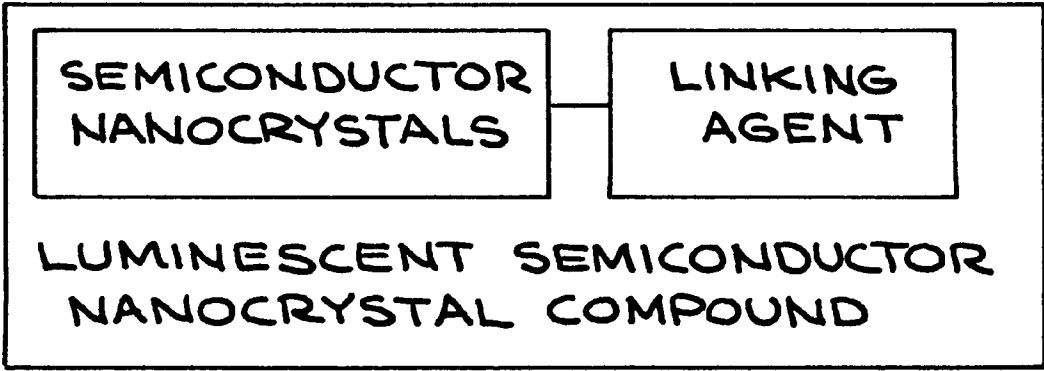 SEMICONDUCTOR
NANOCRYSTALS
LINKING
AGENT
LUMINESCENT SEMICONDUCTOR
NANOCRYSTAL COMPOUND